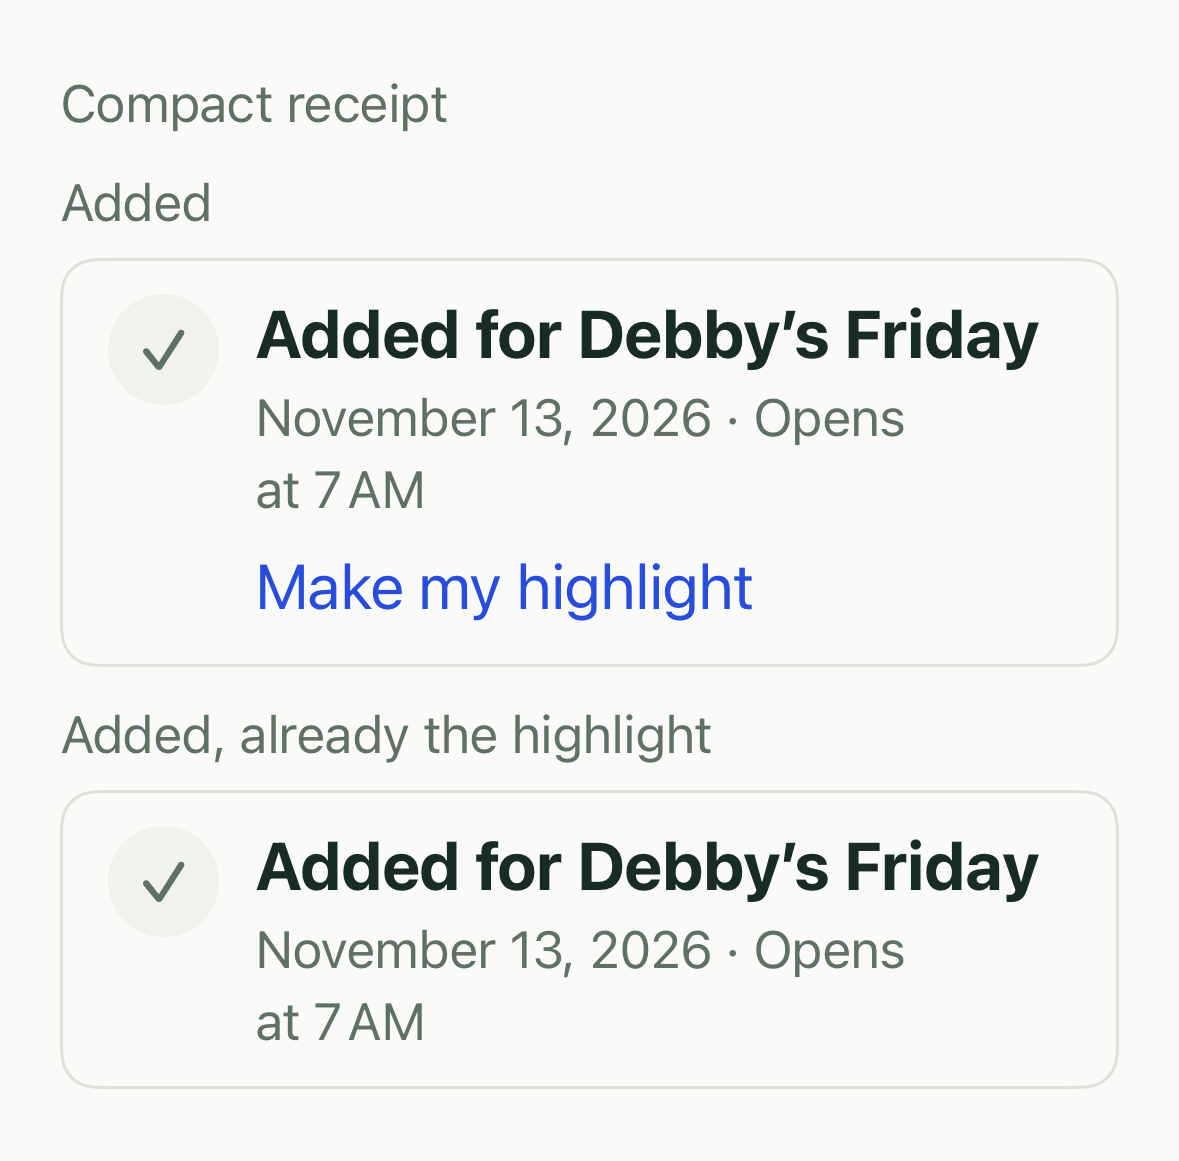 Compact receipt
Added
Added for Debby’s Friday
November 13, 2026 · Opens
at 7 AM
Make my highlight
Added, already the highlight
Added for Debby’s Friday
November 13, 2026 · Opens
at 7 AM